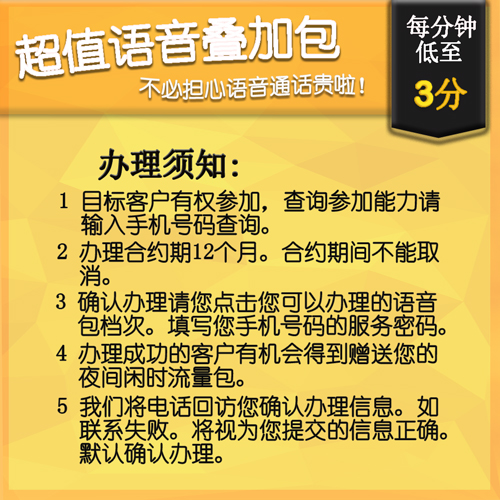 超值语音叠加包
不必担心语音通话贵啦！
每分钟
低至
3分
办理须知：
1 目标客户有权参加，查询参加能力请
输入手机号码查询。
2 办理合约期12个月。合约期间不能取
消。
3 确认办理请您点击您可以办理的语音
包档次。填写您手机号码的服务密码。
4 办理成功的客户有机会得到赠送您的
夜间闲时流量包。
5 我们将电话回访您确认办理信息。如
联系失败。将视为您提交的信息正确。
默认确认办理。